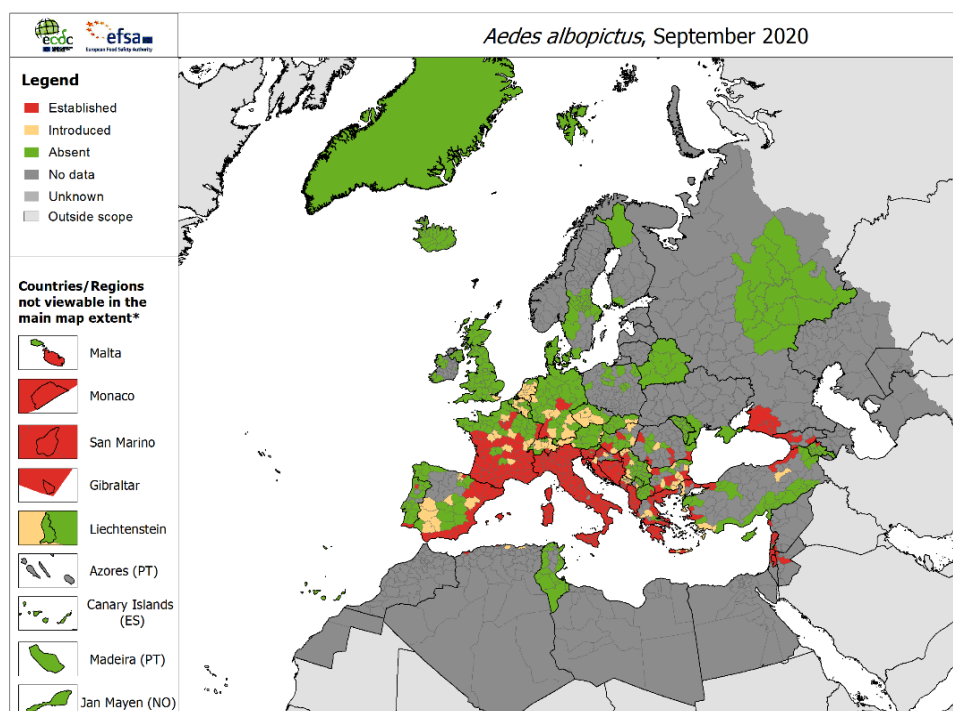 ecdc
efsa
European Food Safety Authority
Aedes albopictus, September 2020
Legend
Established
Introduced
Absent
No data
Unknown
Outside scope
Countries/Regions
not viewable in the
main map extent*
Malta
Monaco
San Marino
Gibraltar
Liechtenstein
Azores (PT)
Canary Islands
(ES)
Madeira (PT)
Jan Mayen (NO)